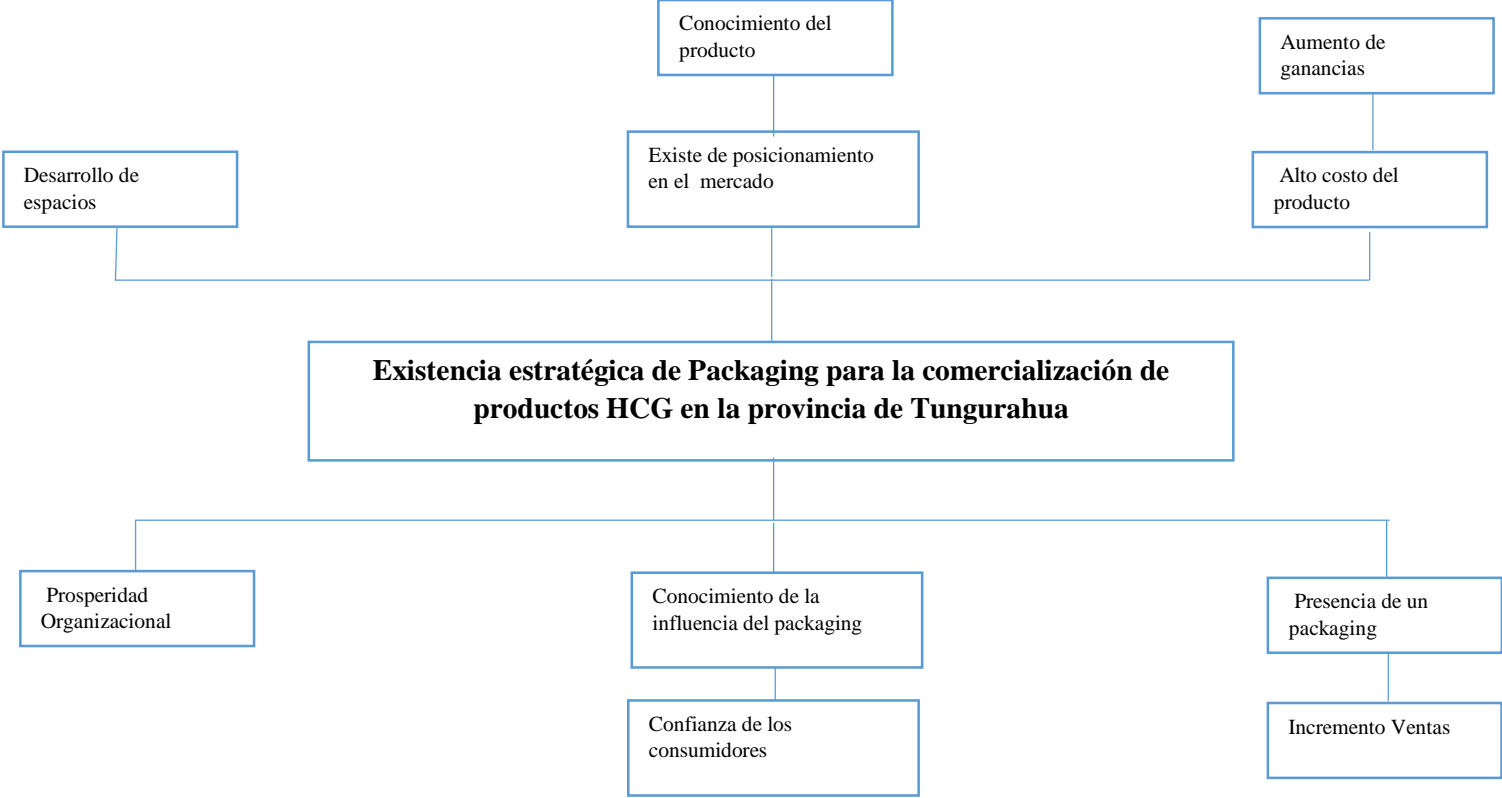 Conocimiento del
producto
Aumento de
ganancias
Desarrollo de
espacios
Existe de posicionamiento
en el mercado
Alto costo del
producto
Existencia estratégica de Packaging para la comercialización de
productos HCG en la provincia de Tungurahua
Prosperidad
Organizacional
Conocimiento de la
influencia del packaging
Presencia de un
packaging
Confianza de los
consumidores
Incremento Ventas